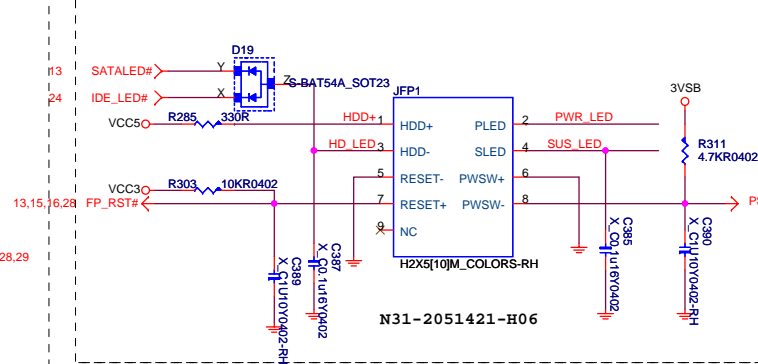 D19
13 SATALED# Y
Z S-BAT54A_SOT23
24 IDE_LED# X
JFP1
3VSB
VCC5 R285 330R HDD+ 1 HDD+ PLED 2 PWR_LED
HD_LED 3 HDD- SLED 4 SUS_LED
R311
4.7KR0402
5 RESET- PWSW+ 6
VCC3 R303 10KR0402
13,15,16,28 FP_RST# 7 RESET+ PWSW- 8 PS
9 NC
28,29
H2X5[10]M_COLORS-RH
C389
X_C1U10Y0402-RH
C387
X_C0.1u16Y0402
C385
X_C0.1u16Y0402
C390
X_C1U10Y0402-RH
N31-2051421-H06